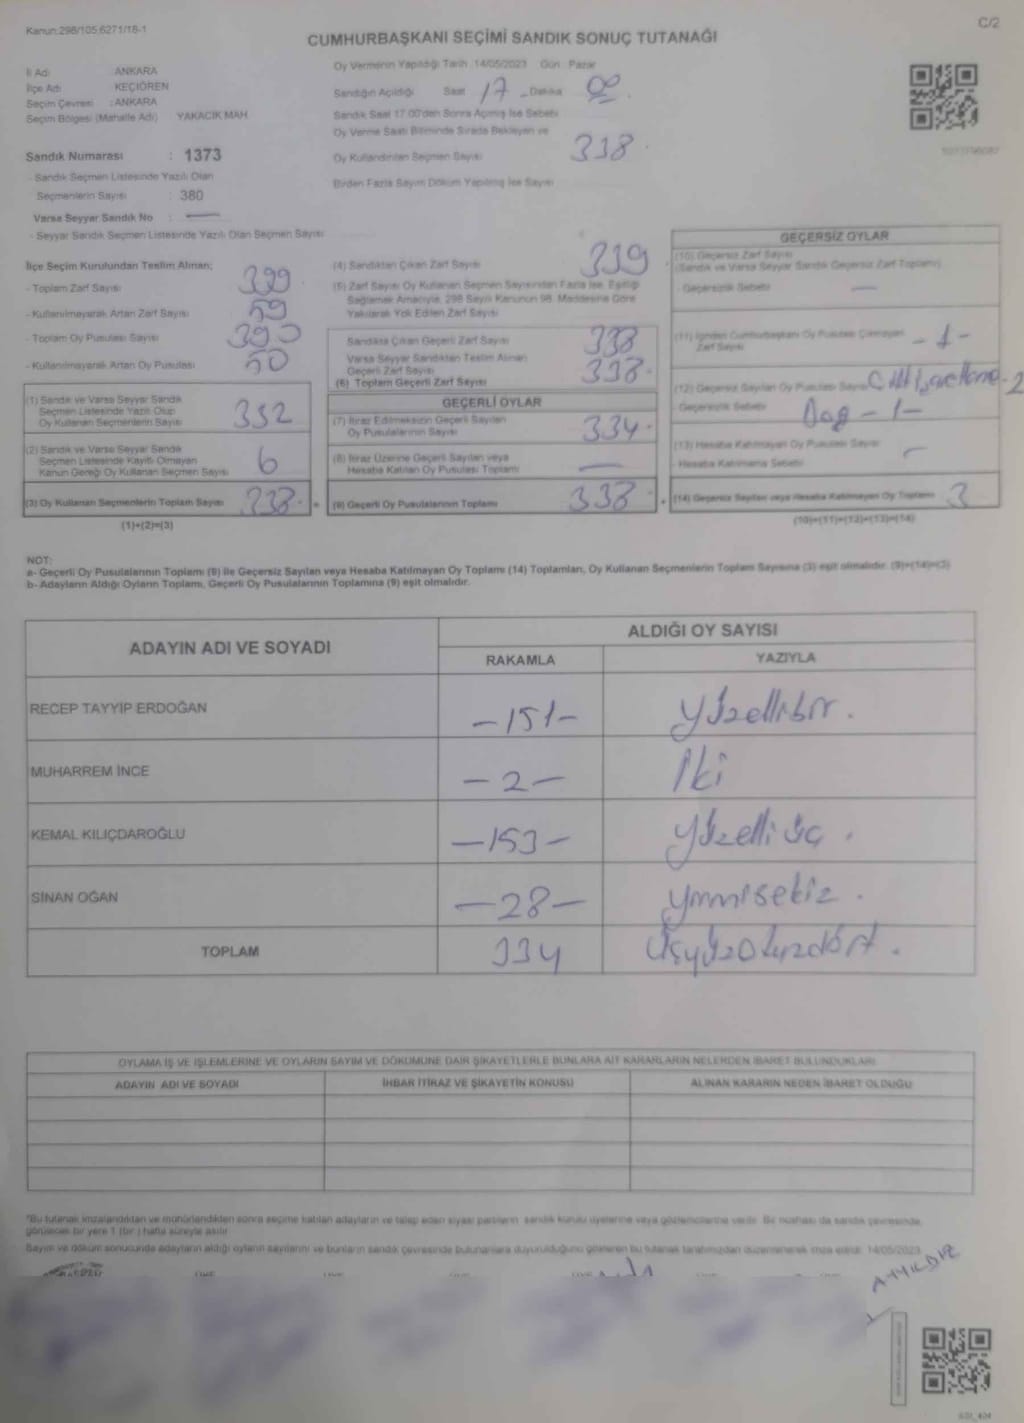 Kanun:298/105,6271/18-1
C/2
CUMHURBAŞKANI SEÇİMİ SANDIK SONUÇ TUTANAĞI
İl Adı : ANKARA
İlçe Adı : KEÇİÖREN
Seçim Çevresi : ANKARA
Seçim Bölgesi (Mahalle Adı) YAKACIK MAH.
Sandık Numarası : 1373
- Sandık Seçmen Listesinde Yazılı Olan
Seçmenlerin Sayısı : 380
Varsa Seyyar Sandık No : —
- Seyyar Sandık Seçmen Listesinde Yazılı Olan Seçmen Sayısı
Oy Vermenin Yapıldığı Tarih :14/05/2023 Gün : Pazar
Sandığın Açıldığı Saat 17 Dakika
Sandık Saat 17:00'den Sonra Açılmış İse Sebebi
Oy Verme Saati Bitiminde Sırada Bekleyen ve
Oy Kullandırılan Seçmen Sayısı 338
Birden Fazla Sayım Döküm Yapılmış İse Sayısı
İlçe Seçim Kurulundan Teslim Alınan;
- Toplam Zarf Sayısı 399
- Kullanılmayarak Artan Zarf Sayısı 59
- Toplam Oy Pusulası Sayısı 390
- Kullanılmayarak Artan Oy Pusulası 50
(1) Sandık ve Varsa Seyyar Sandık
Seçmen Listesinde Yazılı Olup
Oy Kullanan Seçmenlerin Sayısı 332
(2) Sandık ve Varsa Seyyar Sandık
Seçmen Listesinde Kayıtlı Olmayan
Kanun Gereği Oy Kullanan Seçmen Sayısı 6
(3) Oy Kullanan Seçmenlerin Toplam Sayısı 338 =
(1)+(2)=(3)
(4) Sandıktan Çıkan Zarf Sayısı 339
(5) Zarf Sayısı Oy Kullanan Seçmen Sayısından Fazla İse, Eşitliği
Sağlamak Amacıyla, 298 Sayılı Kanunun 98. Maddesine Göre
Yakılarak Yok Edilen Zarf Sayısı
Sandıkta Çıkan Geçerli Zarf Sayısı 338
Varsa Seyyar Sandıktan Teslim Alınan
Geçerli Zarf Sayısı
(6) Toplam Geçerli Zarf Sayısı 338
GEÇERLİ OYLAR
(7) İtiraz Edilmeksizin Geçerli Sayılan
Oy Pusulalarının Sayısı 334
(8) İtiraz Üzerine Geçerli Sayılan veya
Hesaba Katılan Oy Pusulası Toplamı —
(9) Geçerli Oy Pusulalarının Toplamı 338 +
GEÇERSİZ OYLAR
(10) Geçersiz Zarf Sayısı
(Sandık ve Varsa Seyyar Sandık Geçersiz Zarf Toplamı)
- Geçersizlik Sebebi —
(11) İçinden Cumhurbaşkanı Oy Pusulası Çıkmayan
Zarf Sayısı -1-
(12) Geçersiz Sayılan Oy Pusulası Sayısı
- Geçersizlik Sebebi
(13) Hesaba Katılmayan Oy Pusulası Sayısı
- Hesaba Katılmama Sebebi
(14) Geçersiz Sayılan veya Hesaba Katılmayan Oy Toplamı 3
(10)+(11)+(12)+(13)=(14)
NOT:
a- Geçerli Oy Pusulalarının Toplamı (9) ile Geçersiz Sayılan veya Hesaba Katılmayan Oy Toplamı (14) Toplamları, Oy Kullanan Seçmenlerin Toplam Sayısına (3) eşit olmalıdır. (9)+(14)=(3)
b- Adayların Aldığı Oyların Toplamı, Geçerli Oy Pusulalarının Toplamına (9) eşit olmalıdır.
ADAYIN ADI VE SOYADI
ALDIĞI OY SAYISI
RAKAMLA YAZIYLA
RECEP TAYYİP ERDOĞAN -151- Yüzellibir.
MUHARREM İNCE -2- İki
KEMAL KILIÇDAROĞLU -153- Yüzelli üç.
SİNAN OĞAN -28- Yirmisekiz.
TOPLAM 334 Üçyüzotuzdört.
OYLAMA İŞ VE İŞLEMLERİNE VE OYLARIN SAYIM VE DÖKÜMÜNE DAİR ŞİKAYETLERLE BUNLARA AİT KARARLARIN NELERDEN İBARET BULUNDUKLARI
ADAYIN ADI VE SOYADI İHBAR İTİRAZ VE ŞİKAYETİN KONUSU ALINAN KARARIN NEDEN İBARET OLDUĞU
*Bu tutanak imzalandıktan ve mühürlendikten sonra seçime katılan adayların ve talep eden siyasi partilerin sandık kurulu üyelerine veya gözlemcilerine verilir. Bir nüshası da sandık çevresinde,
görülecek bir yere 1 (bir) hafta süreyle asılır.
Sayım ve döküm sonucunda adayların aldığı oyların sayılarını ve bunların sandık çevresinde bulunanlara duyurulduğunu gösteren bu tutanak tarafımızdan düzenlenerek imza edildi. 14/05/2023
AYYILDIZ